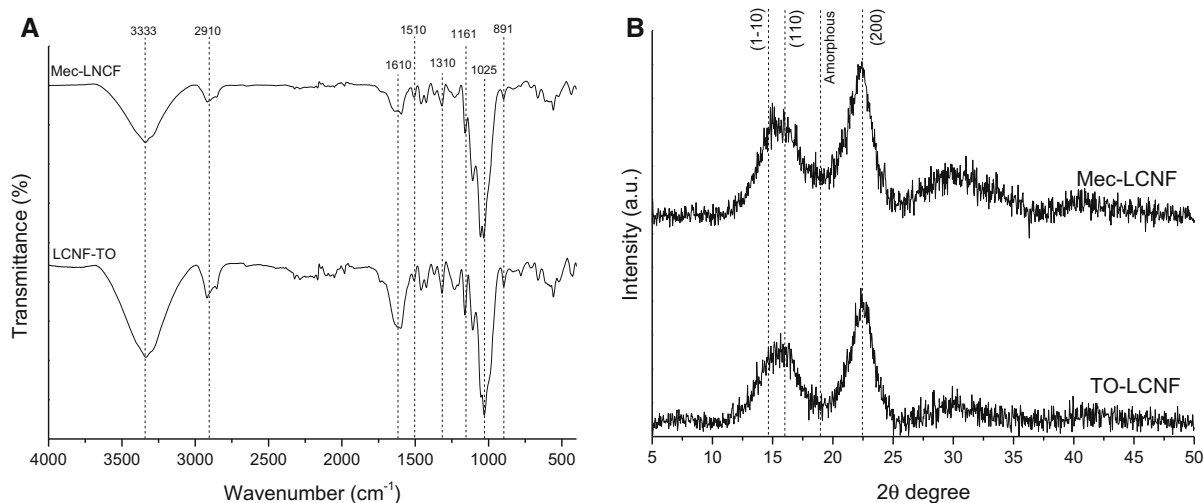 A
3333
2910
1510
1161
891
1610
1310
1025
Mec-LNCF
LCNF-TO
Transmittance (%)
4000 3500 3000 2500 2000 1500 1000 500
Wavenumber (cm⁻¹)
B
(1-10)
(110)
Amorphous
(200)
Mec-LCNF
TO-LCNF
Intensity (a.u.)
5 10 15 20 25 30 35 40 45 50
2θ degree